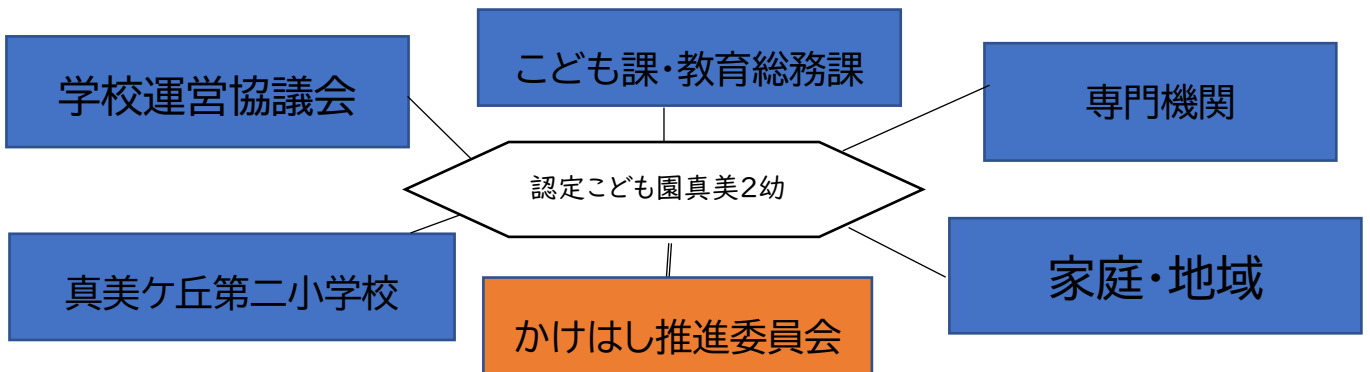 学校運営協議会
こども課・教育総務課
専門機関
認定こども園真美2幼
真美ケ丘第二小学校
かけはし推進委員会
家庭・地域